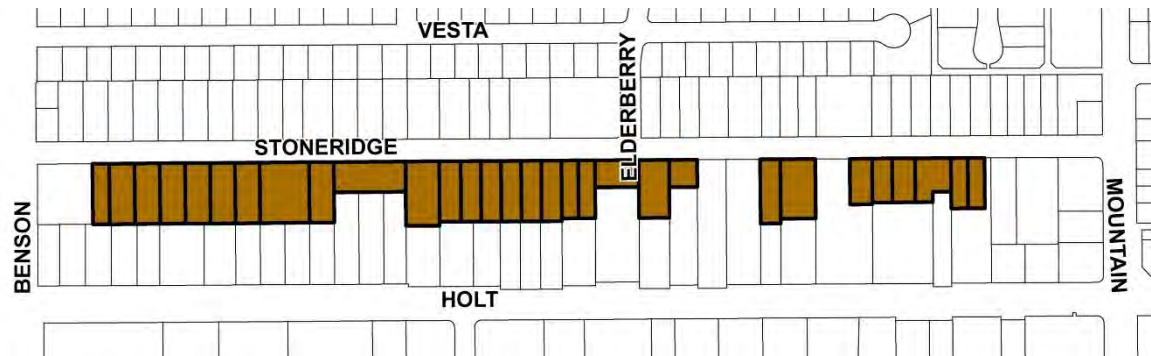 VESTA
ELDERBERRY
STONERIDGE
BENSON
MOUNTAIN
HOLT